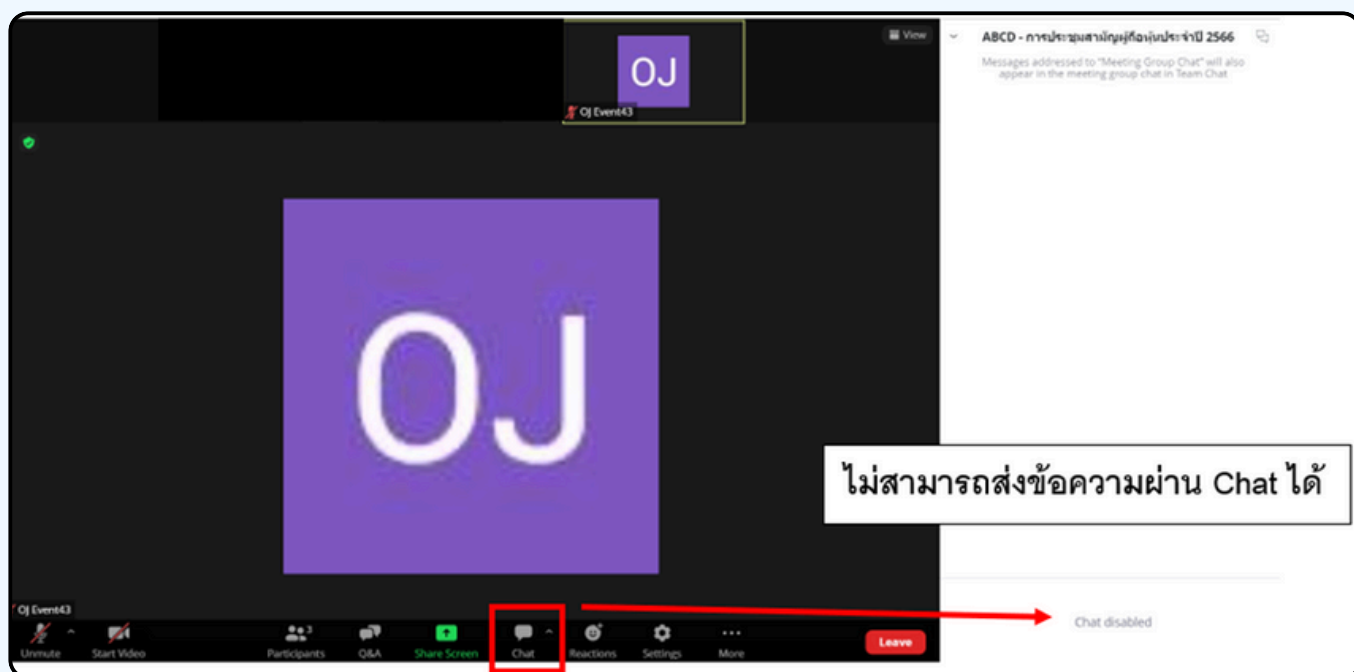 OJ
OJ Event43
View
ABCD - การประชุมสามัญผู้ถือหุ้นประจำปี 2566
Messages addressed to "Meeting Group Chat" will also
appear in the meeting group chat in Team Chat
OJ
ไม่สามารถส่งข้อความผ่าน Chat ได้
OJ Event43
Chat disabled
3
Unmute Start Video Participants Q&A Share Screen Chat Reactions Settings More Leave